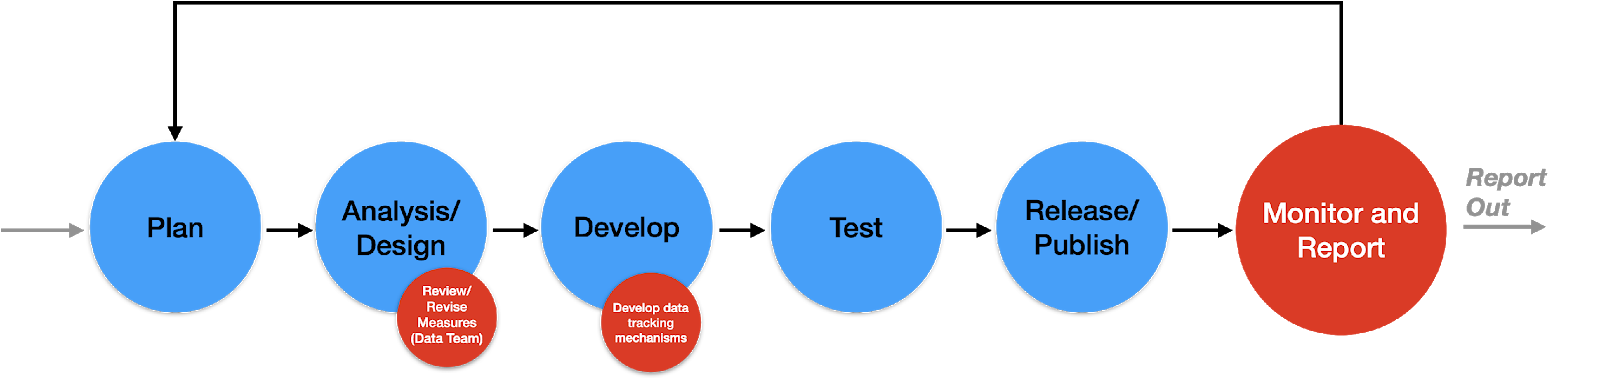 Plan
Analysis/
Design
Review/
Revise
Measures
(Data Team)
Develop
Develop data
tracking
mechanisms
Test
Release/
Publish
Monitor and
Report
Report
Out